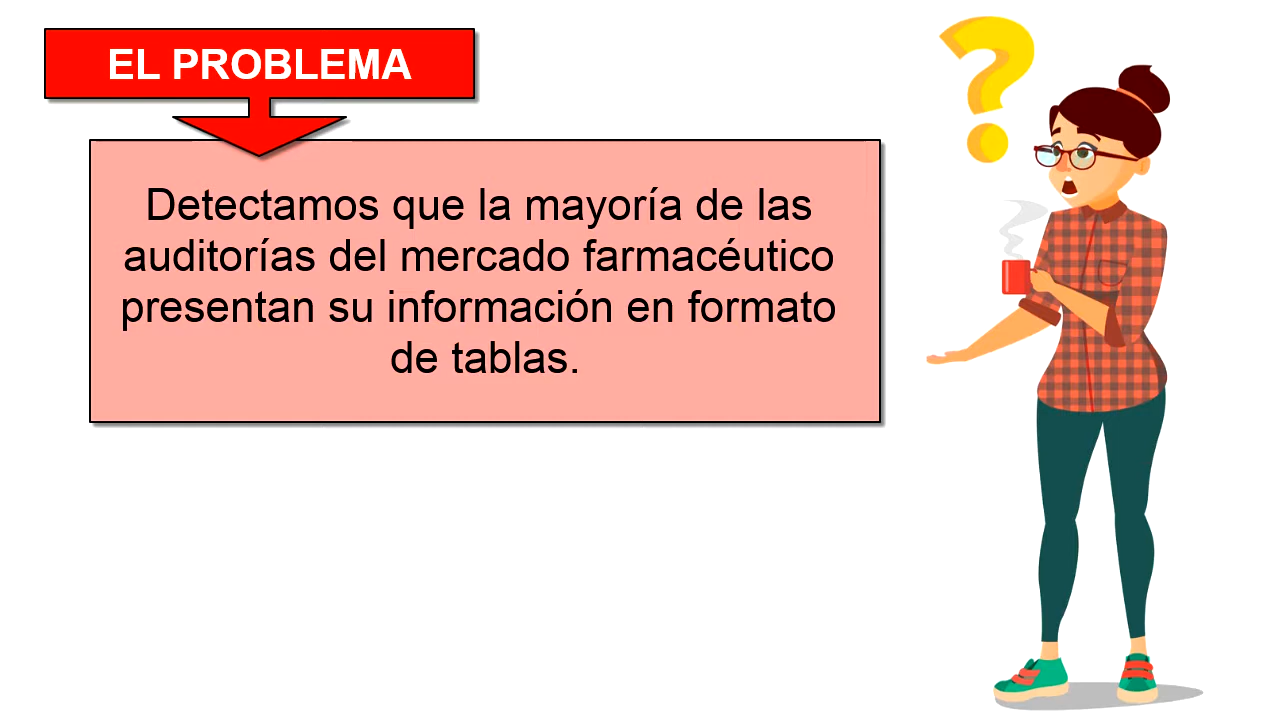 EL PROBLEMA
Detectamos que la mayoría de las
auditorías del mercado farmacéutico
presentan su información en formato
de tablas.